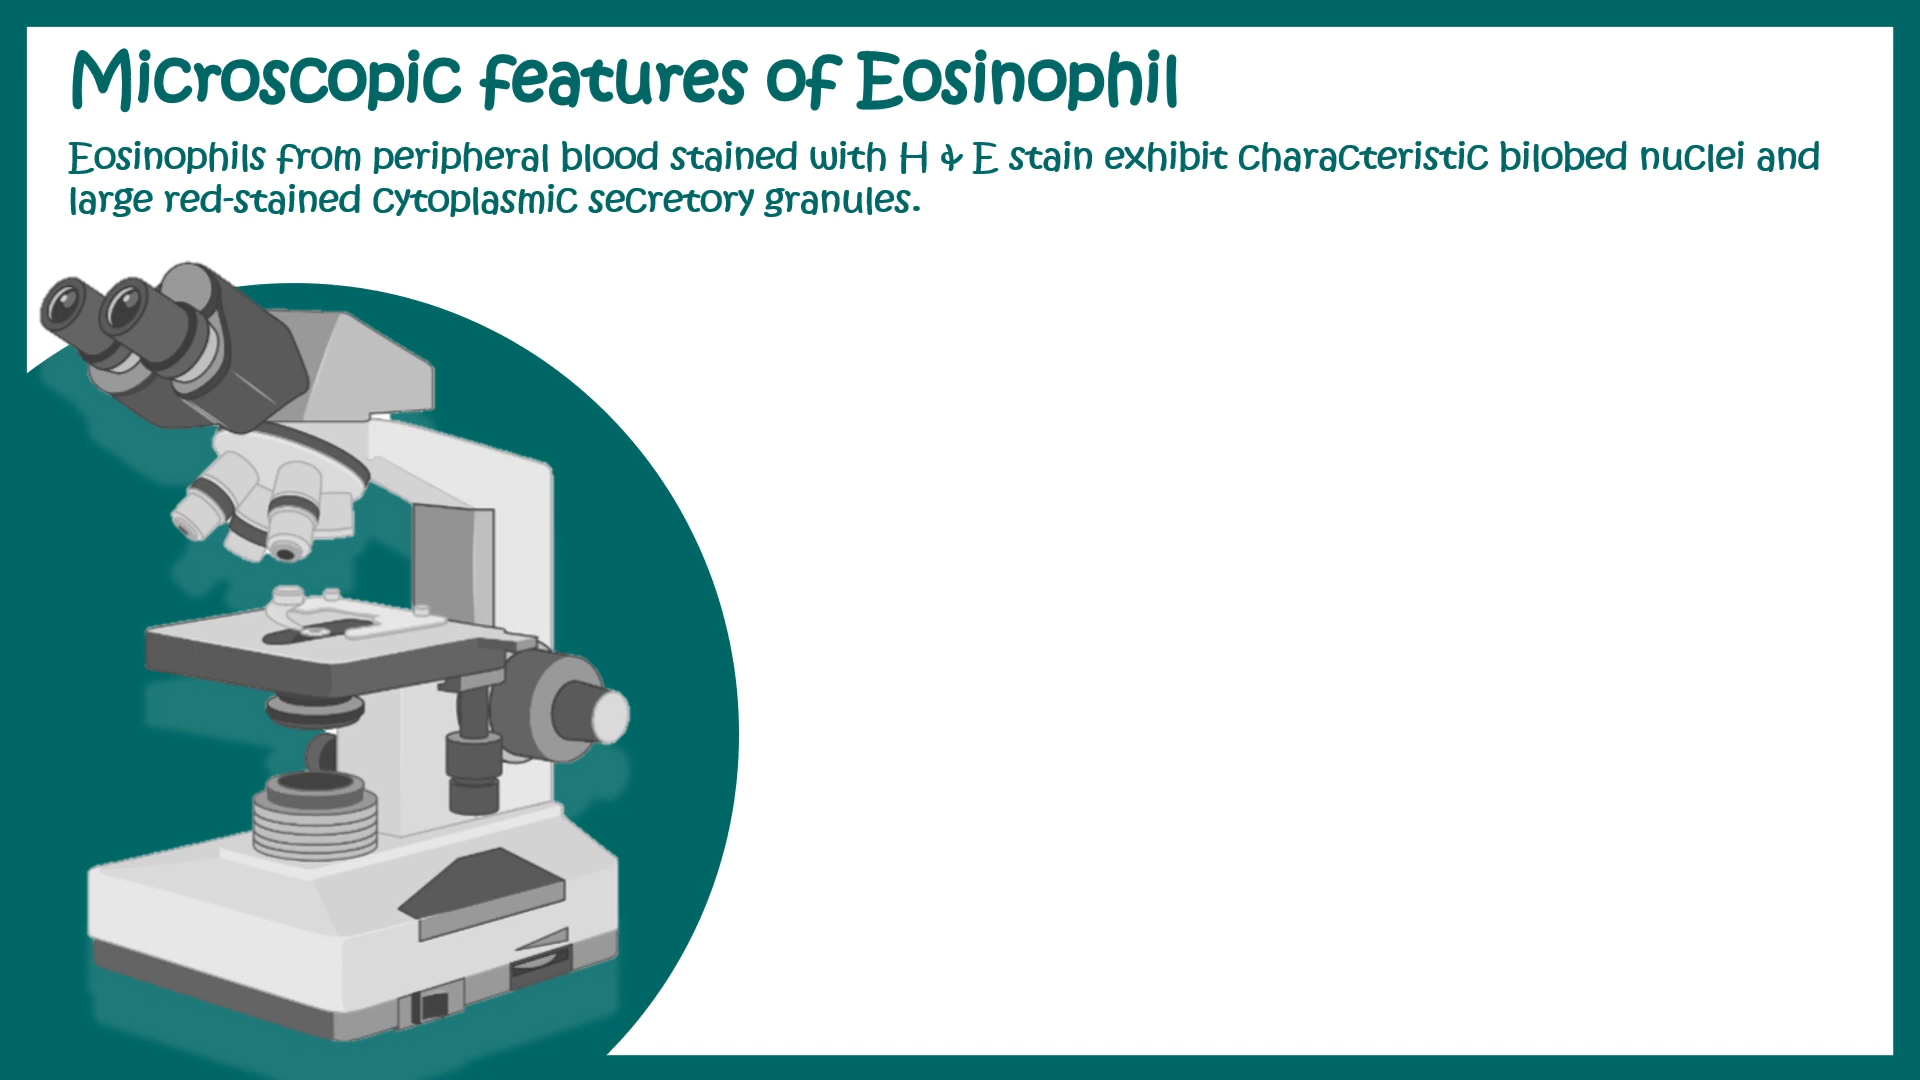 Microscopic features of Eosinophil
Eosinophils from peripheral blood stained with H & E stain exhibit characteristic bilobed nuclei and
large red-stained cytoplasmic secretory granules.